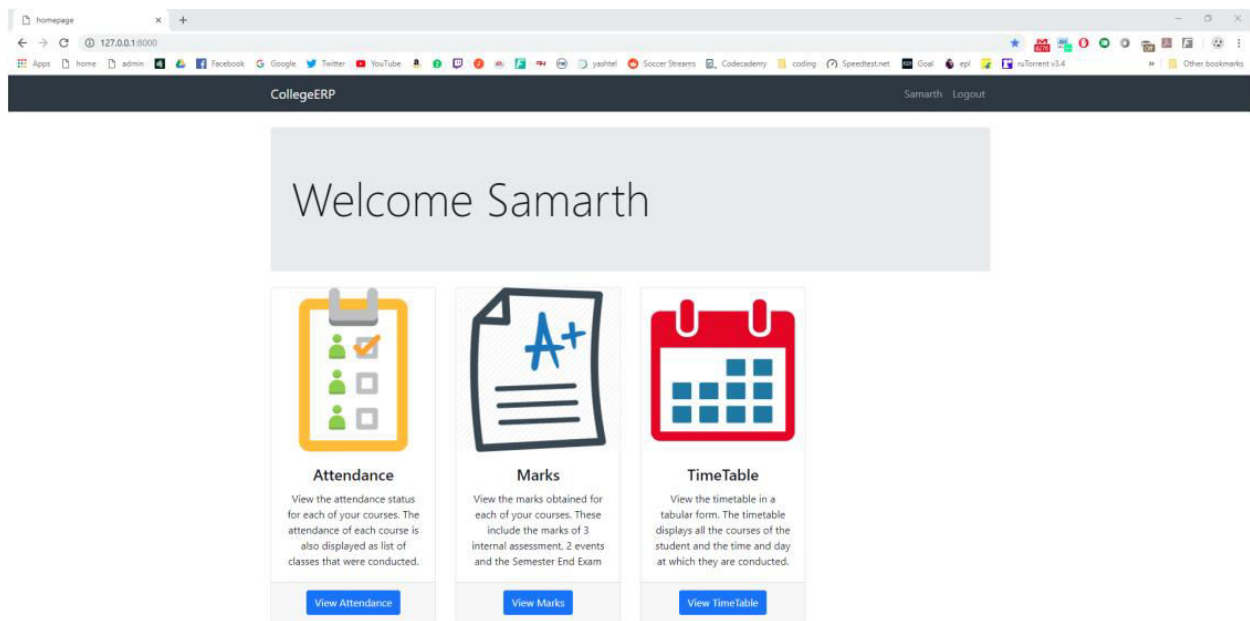 homepage
127.0.0.1:8000
Apps home admin Facebook Google Twitter YouTube yashtel Soccer Streams Codecademy coding Speedtest.net Goal epl ruTorrent v3.4 Other bookmarks
CollegeERP Samarth Logout
Welcome Samarth
A+
Attendance
View the attendance status
for each of your courses. The
attendance of each course is
also displayed as list of
classes that were conducted.
View Attendance
Marks
View the marks obtained for
each of your courses. These
include the marks of 3
internal assessment, 2 events
and the Semester End Exam
View Marks
TimeTable
View the timetable in a
tabular form. The timetable
displays all the courses of the
student and the time and day
at which they are conducted.
View TimeTable